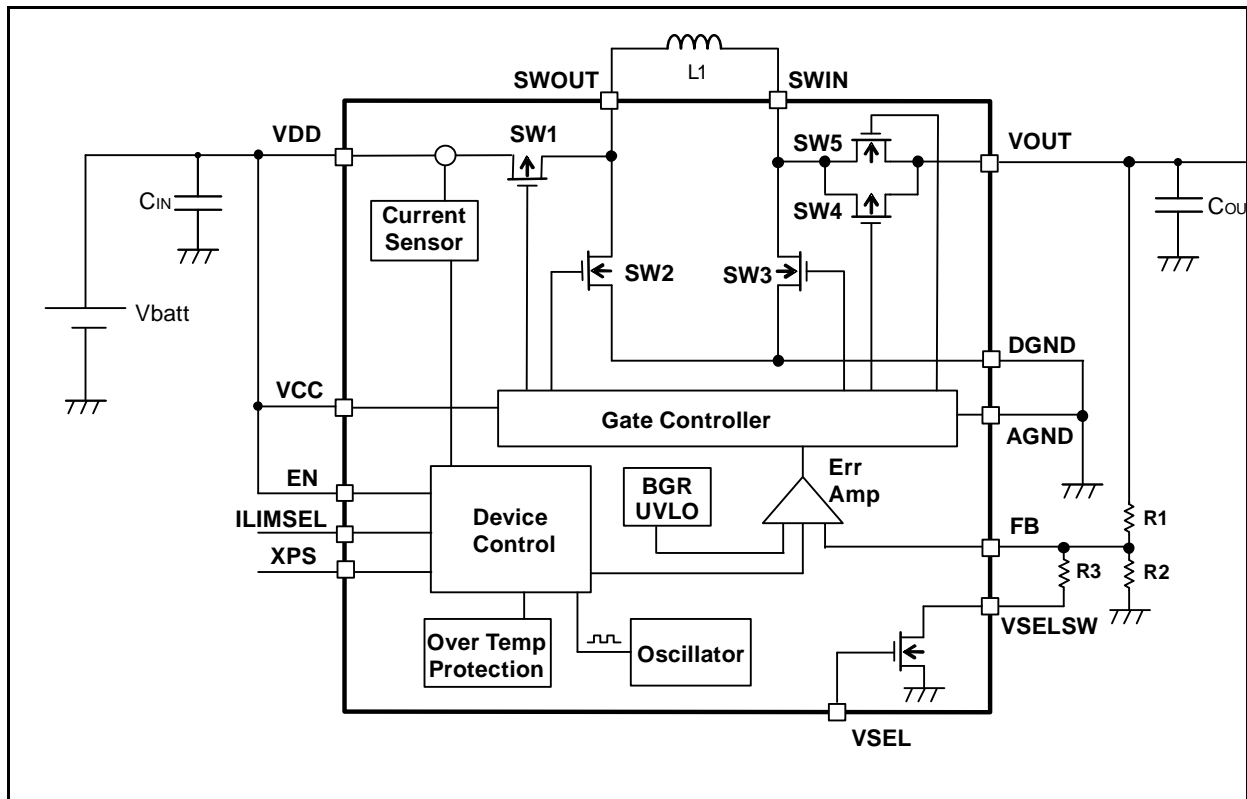 L1
SWOUT
SWIN
VDD
SW1
SW5
VOUT
CIN
Current
Sensor
SW4
COU
SW2
SW3
Vbatt
DGND
VCC
Gate Controller
AGND
EN
Err
Amp
BGR
UVLO
ILIMSEL
Device
Control
FB
R1
XPS
R3
R2
VSELSW
Over Temp
Protection
Oscillator
VSEL